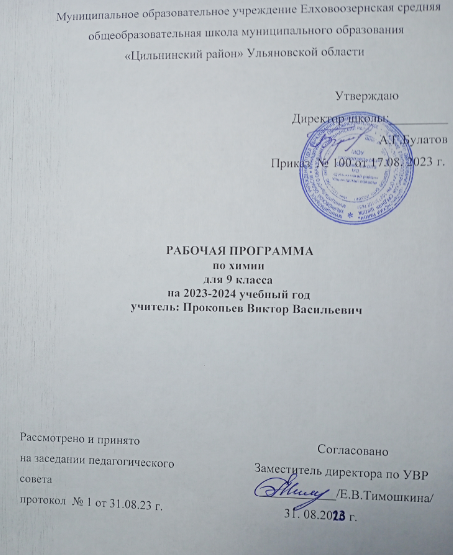 Муниципальное образовательное учреждение Елховоозернская средняя
общеобразовательная школа муниципального образования
«Цильнинский район» Ульяновской области
Утверждаю
Директор школы:
А.Г.Булатов
Приказ № 100 от 17.08. 2023 г.
РАБОЧАЯ ПРОГРАММА
по химии
для 9 класса
на 2023-2024 учебный год
учитель: Прокопьев Виктор Васильевич
Рассмотрено и принято
на заседании педагогического
совета
протокол № 1 от 31.08.23 г.
Согласовано
Заместитель директора по УВР
/Е.В.Тимошкина/
31. 08.2023 г.